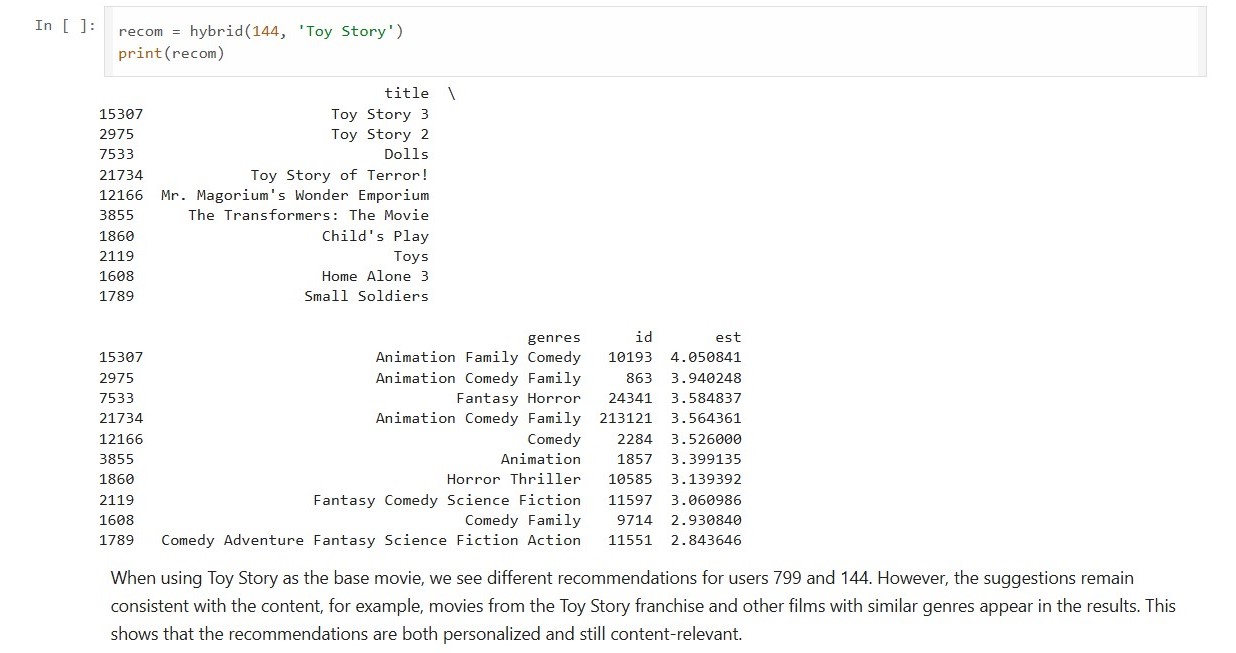 In [ ]: recom = hybrid(144, 'Toy Story')
print(recom)
title \
15307 Toy Story 3
2975 Toy Story 2
7533 Dolls
21734 Toy Story of Terror!
12166 Mr. Magorium's Wonder Emporium
3855 The Transformers: The Movie
1860 Child's Play
2119 Toys
1608 Home Alone 3
1789 Small Soldiers
genres id est
15307 Animation Family Comedy 10193 4.050841
2975 Animation Comedy Family 863 3.940248
7533 Fantasy Horror 24341 3.584837
21734 Animation Comedy Family 213121 3.564361
12166 Comedy 2284 3.526000
3855 Animation 1857 3.399135
1860 Horror Thriller 10585 3.139392
2119 Fantasy Comedy Science Fiction 11597 3.060986
1608 Comedy Family 9714 2.930840
1789 Comedy Adventure Fantasy Science Fiction Action 11551 2.843646
When using Toy Story as the base movie, we see different recommendations for users 799 and 144. However, the suggestions remain
consistent with the content, for example, movies from the Toy Story franchise and other films with similar genres appear in the results. This
shows that the recommendations are both personalized and still content-relevant.